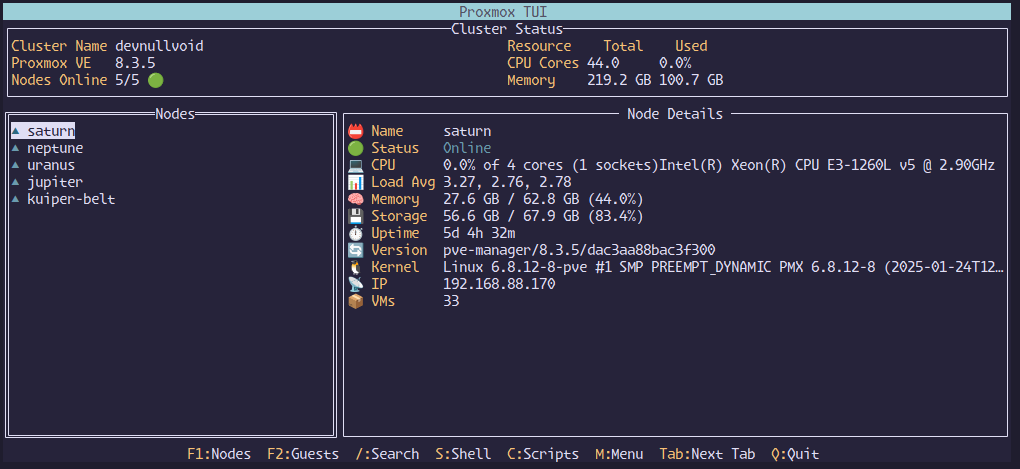 Proxmox TUI
Cluster Status
Cluster Name devnullvoid
Proxmox VE 8.3.5
Nodes Online 5/5
Resource Total Used
CPU Cores 44.0 0.0%
Memory 219.2 GB 100.7 GB
Nodes
saturn
neptune
uranus
jupiter
kuiper-belt
Node Details
Name saturn
Status Online
CPU 0.0% of 4 cores (1 sockets)Intel(R) Xeon(R) CPU E3-1260L v5 @ 2.90GHz
Load Avg 3.27, 2.76, 2.78
Memory 27.6 GB / 62.8 GB (44.0%)
Storage 56.6 GB / 67.9 GB (83.4%)
Uptime 5d 4h 32m
Version pve-manager/8.3.5/dac3aa88bac3f300
Kernel Linux 6.8.12-8-pve #1 SMP PREEMPT_DYNAMIC PMX 6.8.12-8 (2025-01-24T12…
IP 192.168.88.170
VMs 33
F1:Nodes F2:Guests /:Search S:Shell C:Scripts M:Menu Tab:Next Tab Q:Quit